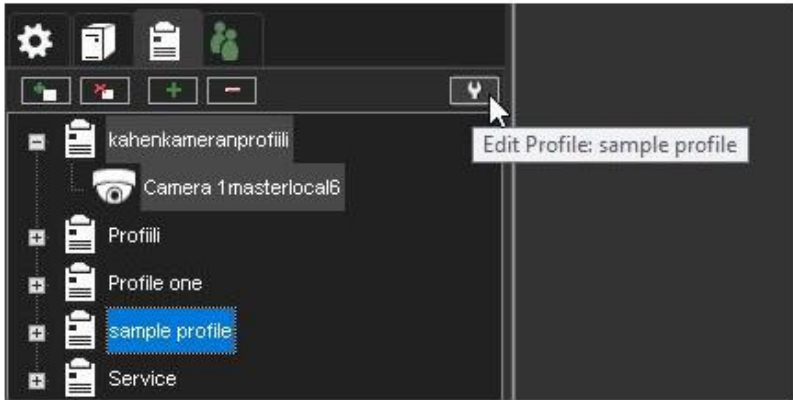 kahenkameranprofiili
Edit Profile: sample profile
Camera 1masterlocal6
Profiili
Profile one
sample profile
Service